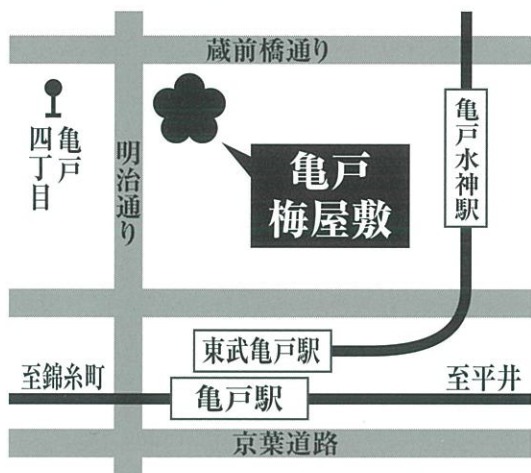 蔵前橋通り
亀戸
四丁目
明治通り
亀戸
梅屋敷
亀戸水神駅
東武亀戸駅
至錦糸町
亀戸駅
至平井
京葉道路